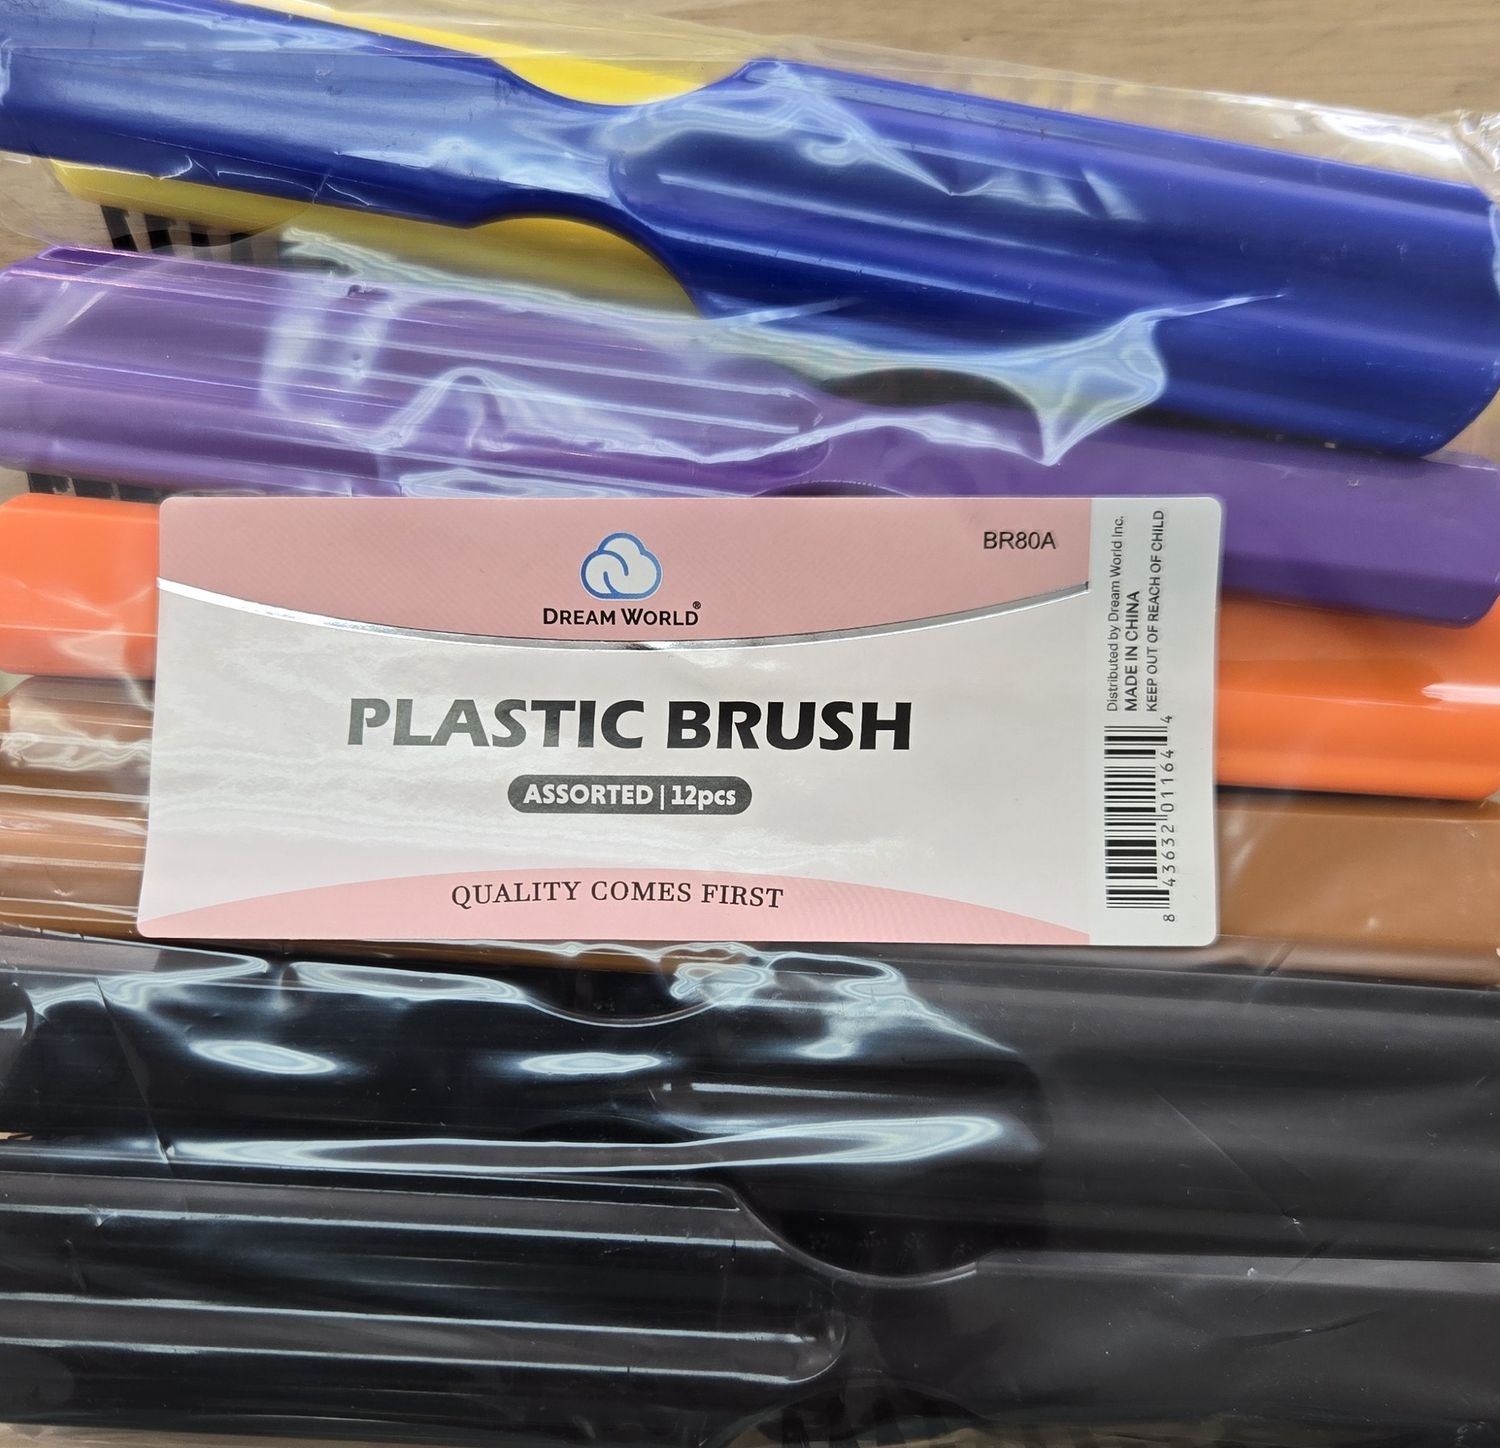 BR80A
DREAM WORLD®
PLASTIC BRUSH
ASSORTED | 12pcs
QUALITY COMES FIRST
Distributed by Dream World Inc.
MADE IN CHINA
KEEP OUT OF REACH OF CHILD
8 43632 01164 4